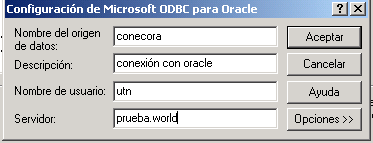 Configuración de Microsoft ODBC para Oracle
Nombre del origen de datos:
conecora
Aceptar
Descripción:
conexión con oracle
Cancelar
Nombre de usuario:
utn
Ayuda
Servidor:
prueba.world
Opciones >>